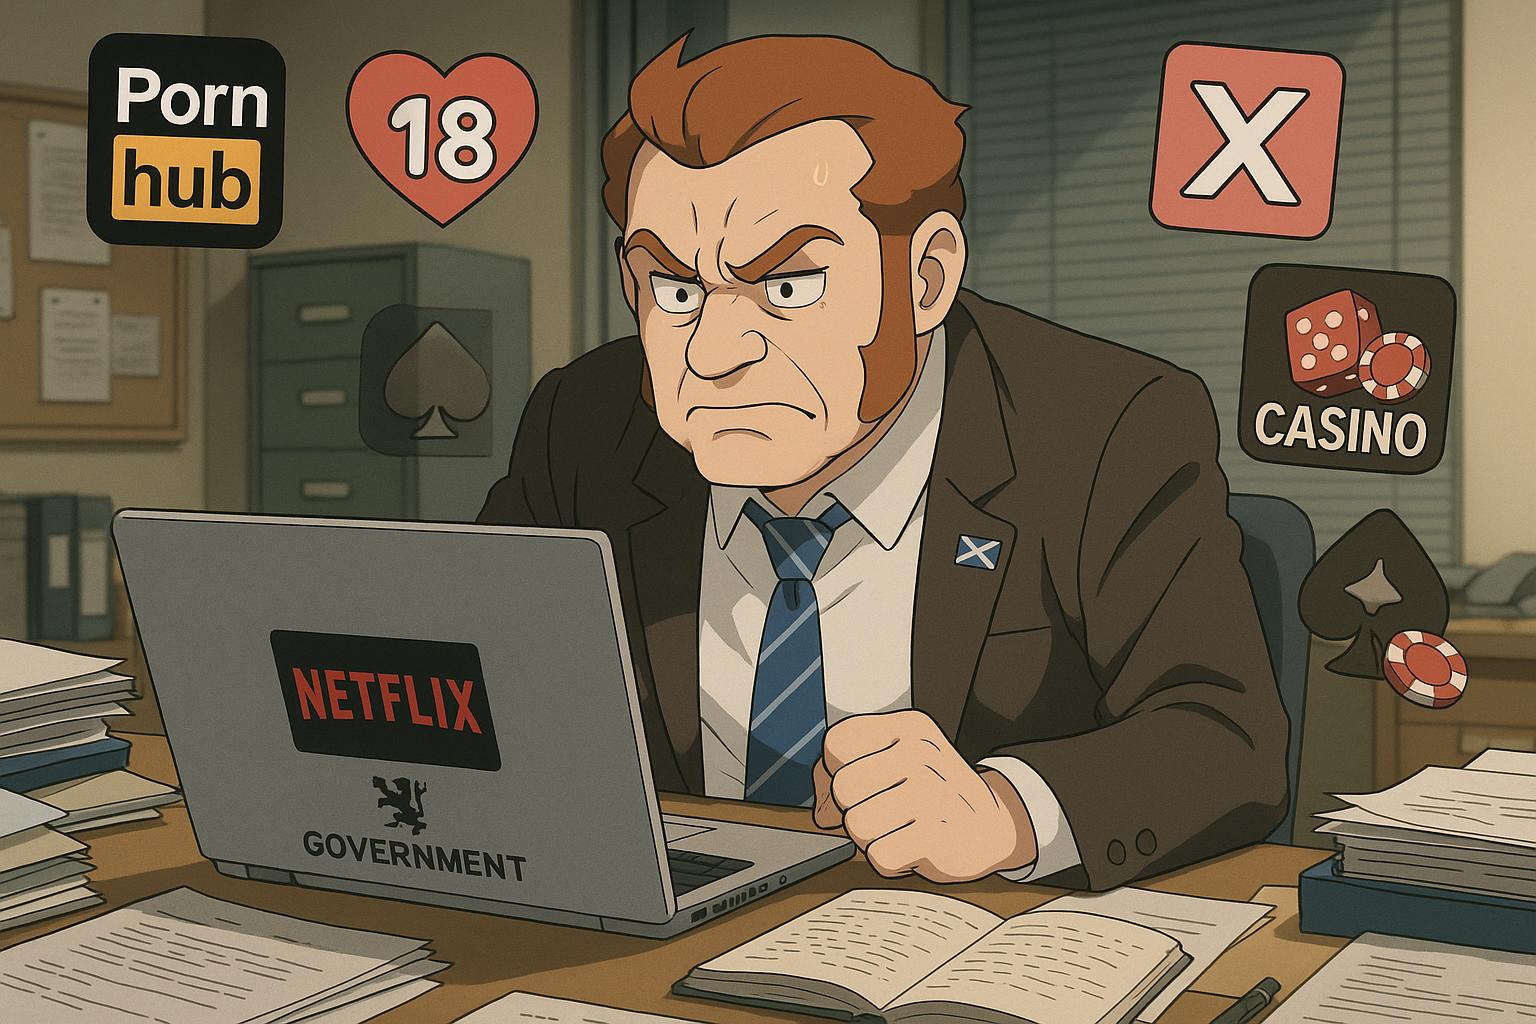 Porn
hub
18
X
CASINO
NETFLIX
GOVERNMENT